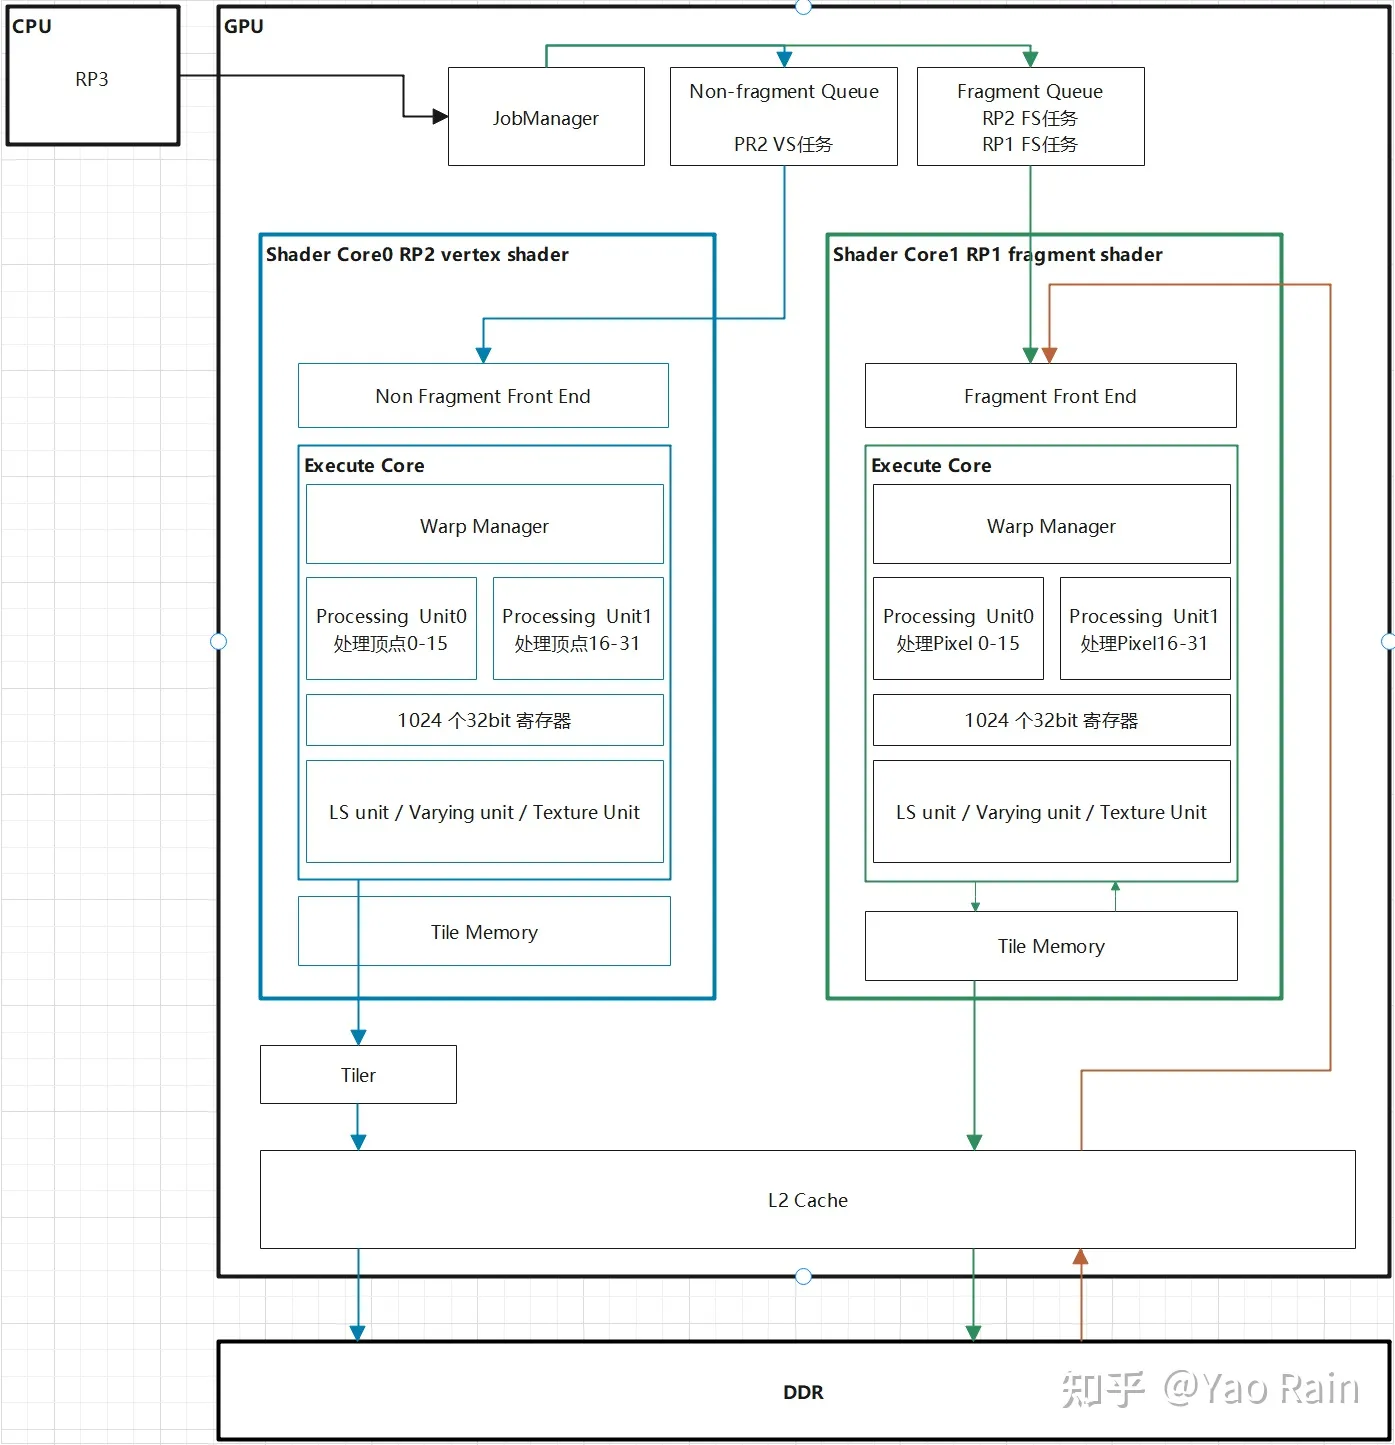 CPU
RP3
GPU
JobManager
Non-fragment Queue
PR2 VS任务
Fragment Queue
RP2 FS任务
RP1 FS任务
Shader Core0 RP2 vertex shader
Non Fragment Front End
Execute Core
Warp Manager
Processing Unit0
处理顶点0-15
Processing Unit1
处理顶点16-31
1024 个32bit 寄存器
LS unit / Varying unit / Texture Unit
Tile Memory
Shader Core1 RP1 fragment shader
Fragment Front End
Execute Core
Warp Manager
Processing Unit0
处理Pixel 0-15
Processing Unit1
处理Pixel16-31
1024 个32bit 寄存器
LS unit / Varying unit / Texture Unit
Tile Memory
Tiler
L2 Cache
DDR
知乎 @Yao Rain